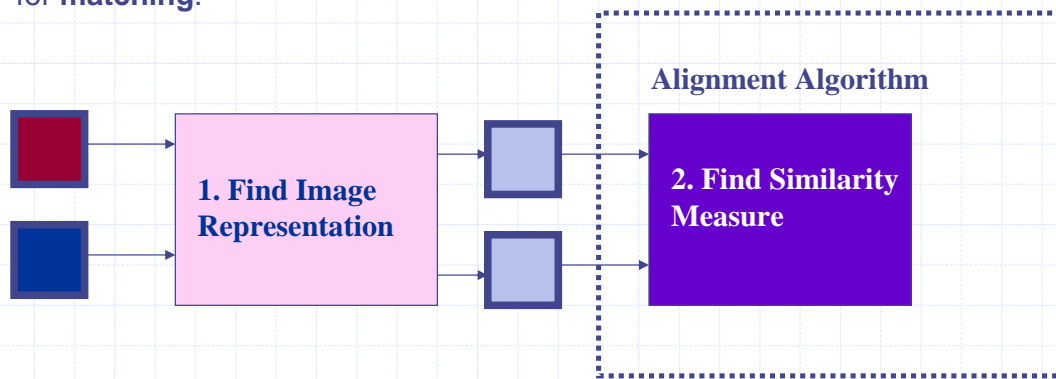 for matching.
Alignment Algorithm
1. Find Image
Representation
2. Find Similarity
Measure